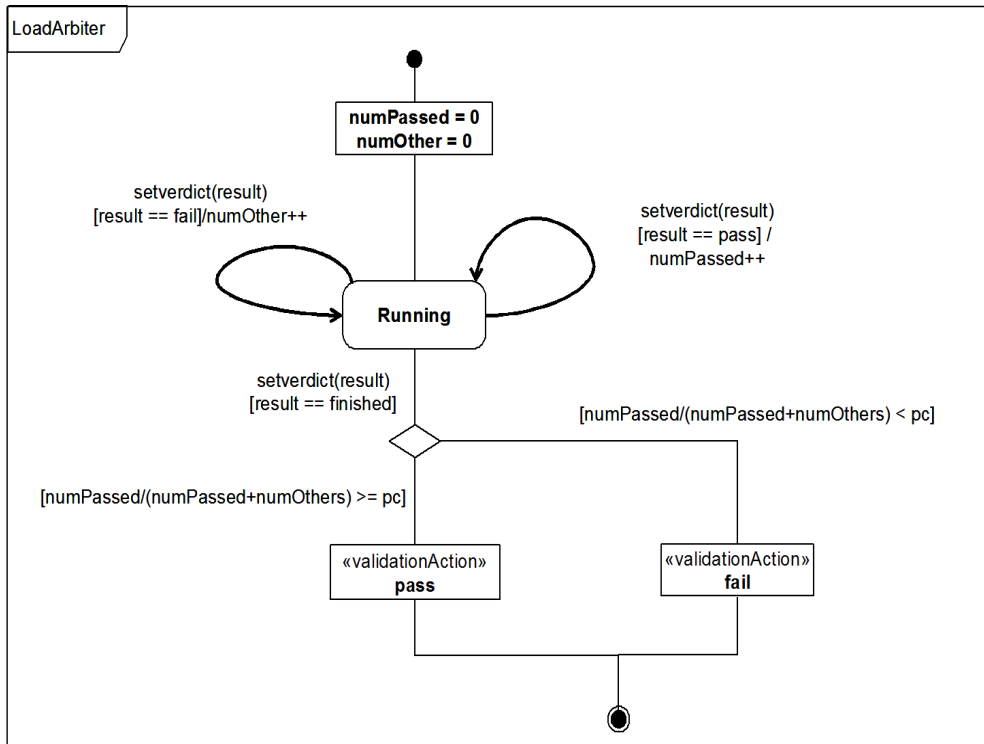 LoadArbiter
numPassed = 0
numOther = 0
setverdict(result)
[result == fail]/numOther++
setverdict(result)
[result == pass] /
numPassed++
Running
setverdict(result)
[result == finished]
[numPassed/(numPassed+numOthers) < pc]
[numPassed/(numPassed+numOthers) >= pc]
«validationAction»
pass
«validationAction»
fail